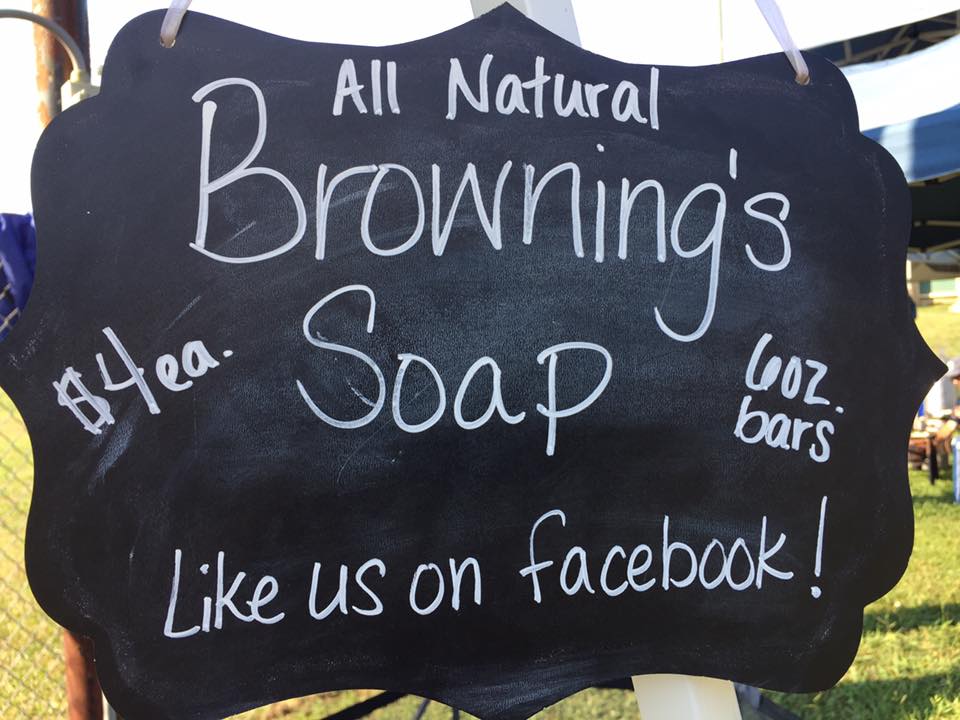 All Natural
Browning's
Soap
$4 ea.
6oz.
bars
Like us on facebook!